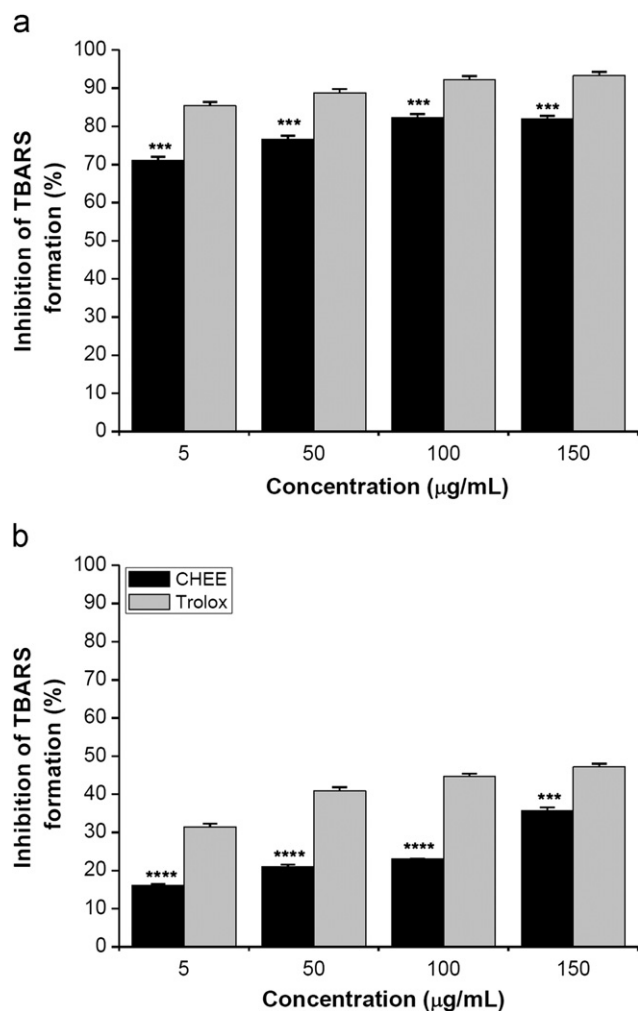 a
Inhibition of TBARS
formation (%)
100
90
80
70
60
50
40
30
20
10
0
***
***
***
***
5 50 100 150
Concentration (µg/mL)
b
Inhibition of TBARS
formation (%)
100
90
80
70
60
50
40
30
20
10
0
CHEE
Trolox
****
****
****
***
5 50 100 150
Concentration (µg/mL)